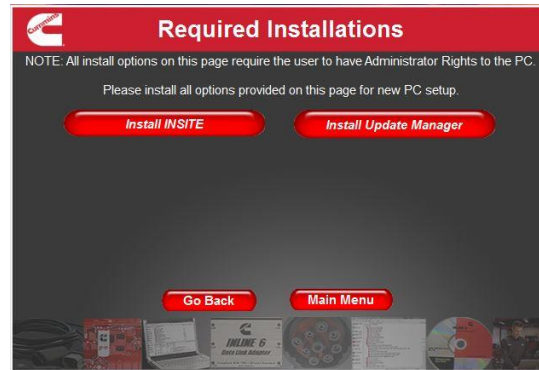 Cummins
Required Installations
NOTE: All install options on this page require the user to have Administrator Rights to the PC.
Please install all options provided on this page for new PC setup.
Install INSITE
Install Update Manager
Go Back
Main Menu
INLINE 6
Data Link Adapter